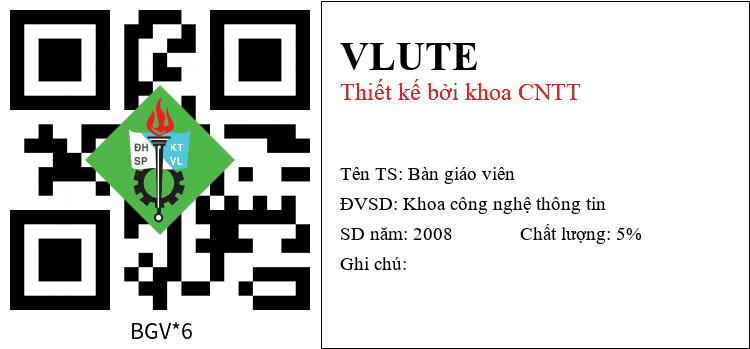 ĐH KT
SP VL
BGV*6
VLUTE
Thiết kế bởi khoa CNTT
Tên TS: Bàn giáo viên
ĐVSD: Khoa công nghệ thông tin
SD năm: 2008 Chất lượng: 5%
Ghi chú: